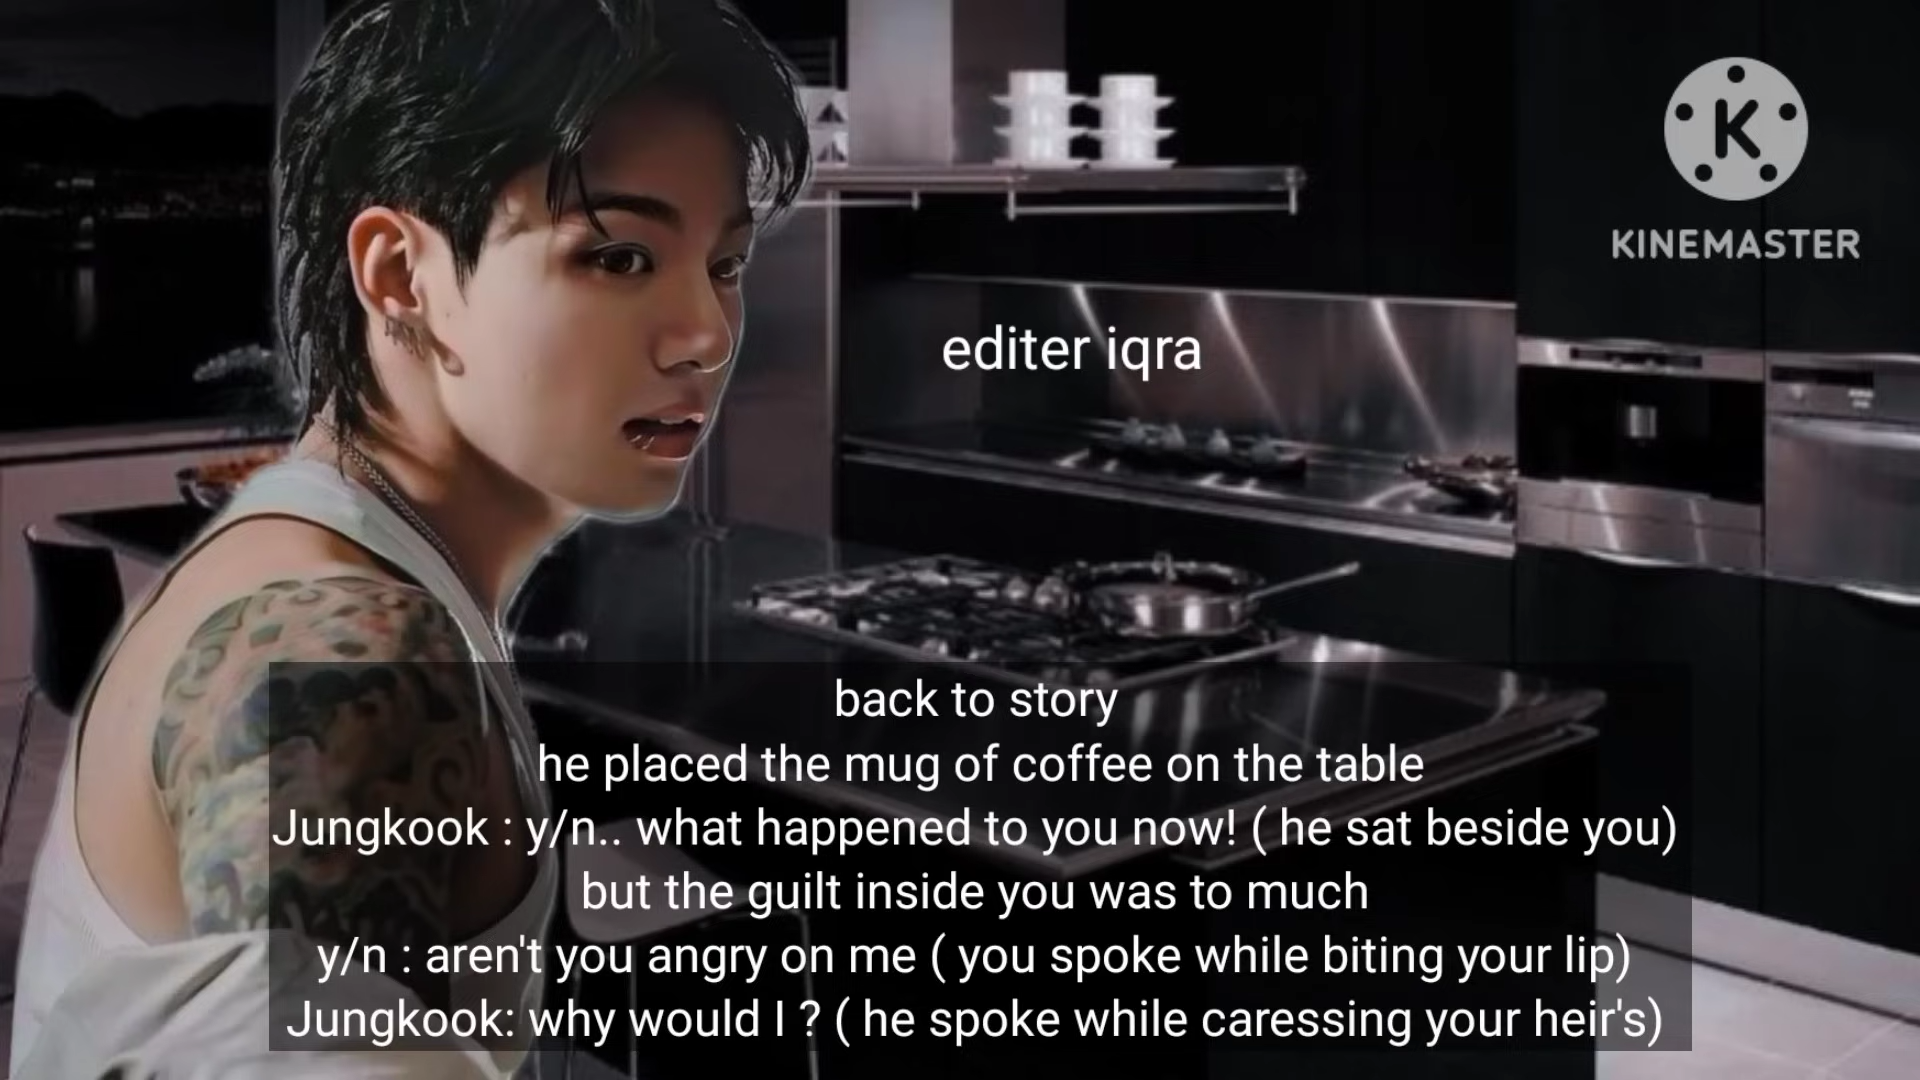 K
KINEMASTER
editer iqra
back to story
he placed the mug of coffee on the table
Jungkook : y/n.. what happened to you now! ( he sat beside you)
but the guilt inside you was to much
y/n : aren't you angry on me ( you spoke while biting your lip)
Jungkook: why would I ? ( he spoke while caressing your heir's)